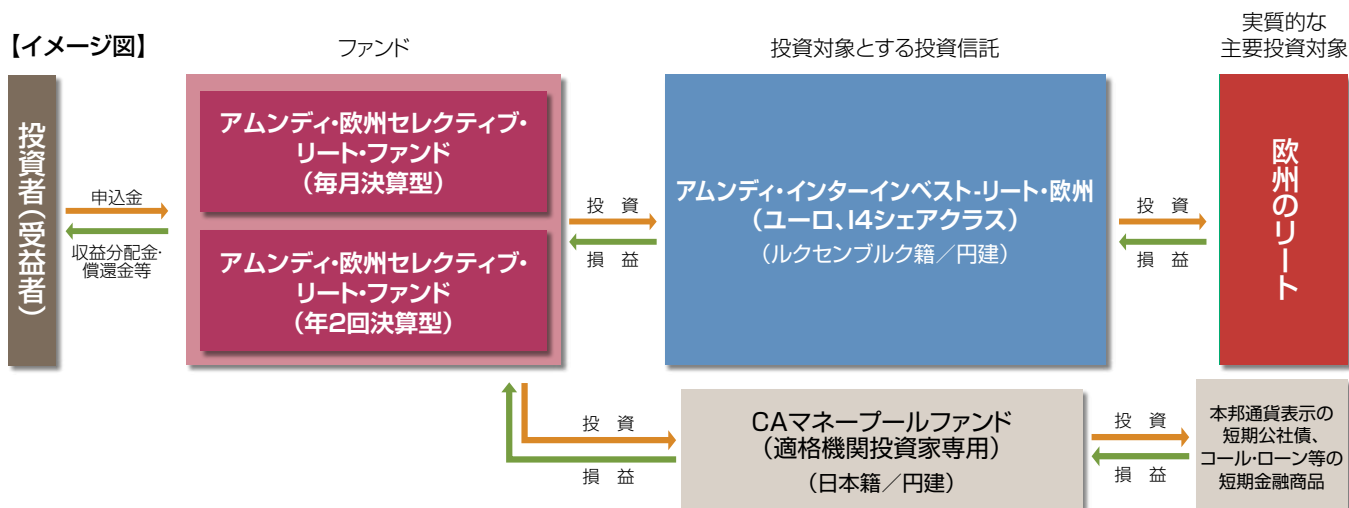 【イメージ図】
ファンド
投資対象とする投資信託
実質的な
主要投資対象
投資者(受益者)
申込金
収益分配金・
償還金等
アムンディ・欧州セレクティブ・
リート・ファンド
(毎月決算型)
アムンディ・欧州セレクティブ・
リート・ファンド
(年2回決算型)
投 資
損 益
アムンディ・インターインベスト-リート・欧州
(ユーロ、I4シェアクラス)
(ルクセンブルク籍/円建)
投 資
損 益
欧州のリート
投 資
損 益
CAマネープールファンド
(適格機関投資家専用)
(日本籍/円建)
投 資
損 益
本邦通貨表示の
短期公社債、
コール・ローン等の
短期金融商品